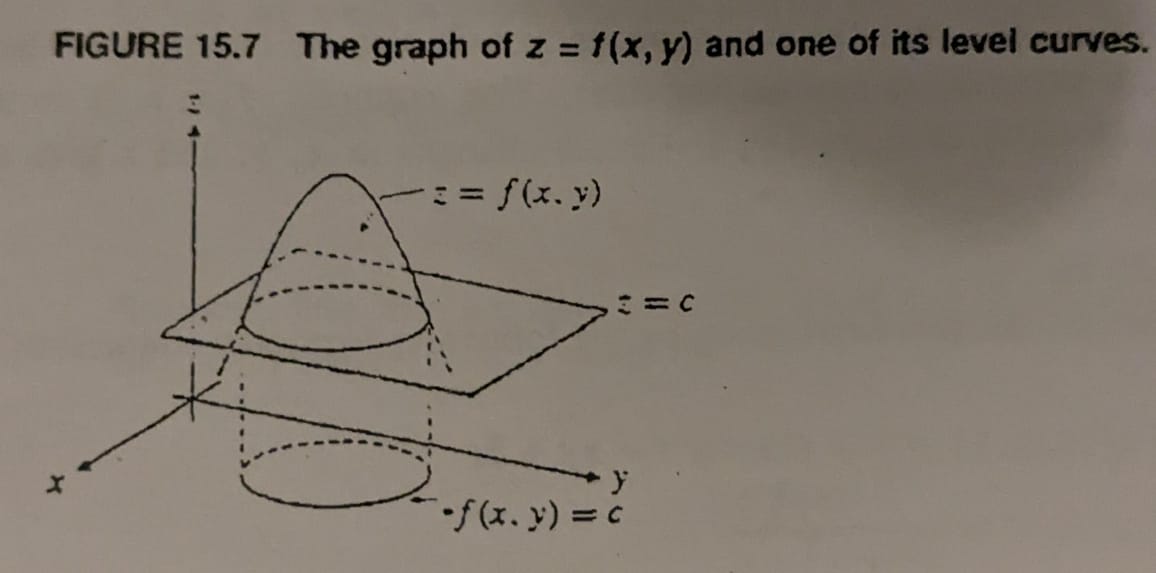 FIGURE 15.7 The graph of z = f(x, y) and one of its level curves.
z
z = f(x, y)
z = c
x
y
f(x, y) = c